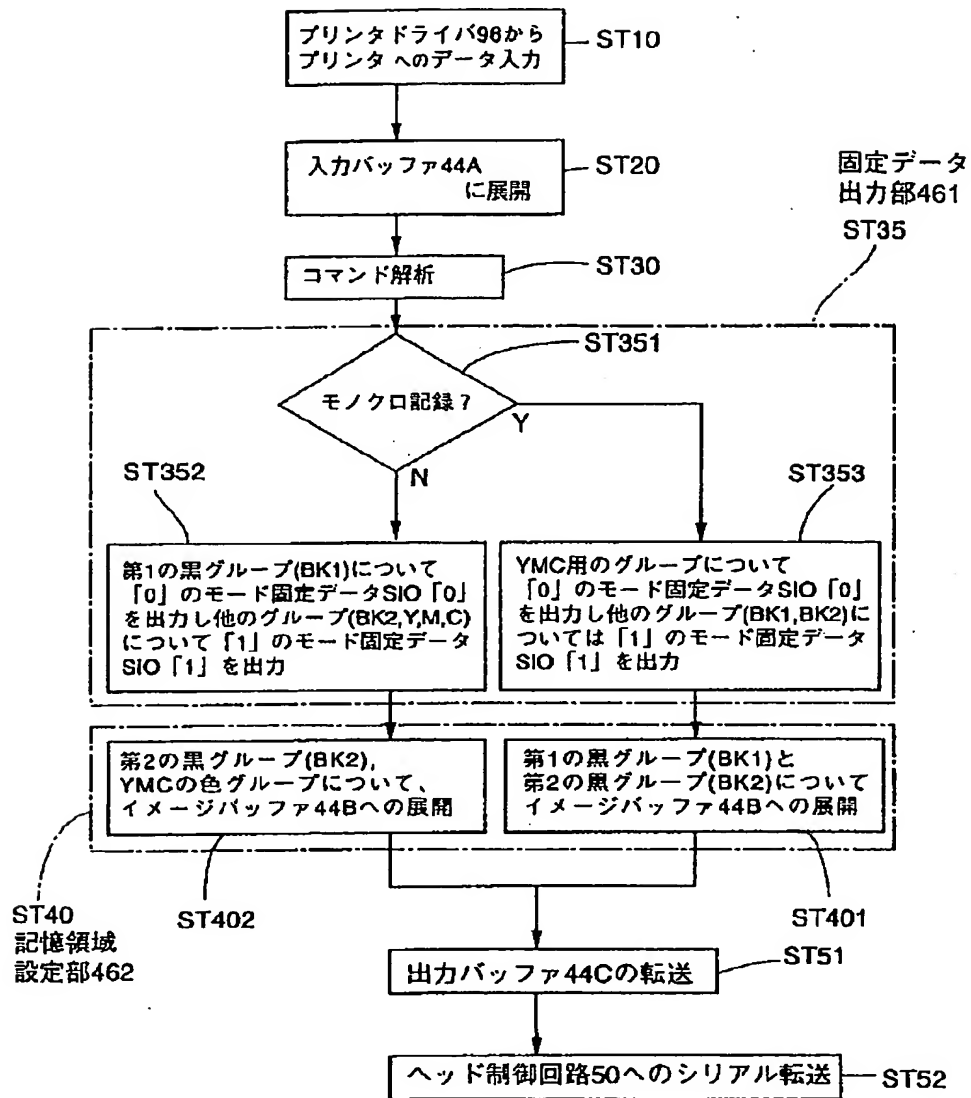 プリンタドライバ96から
プリンタ へのデータ入力
ST10
入力バッファ44A
に展開
ST20
固定データ
出力部461
ST35
コマンド解析
ST30
ST351
モノクロ記録？
Y
N
ST352
ST353
第1の黒グループ(BK1)について
「0」のモード固定データSIO「0」
を出力し他のグループ(BK2,Y,M,C)
について「1」のモード固定データ
SIO「1」を出力
YMC用のグループについて
「0」のモード固定データSIO「0」
を出力し他のグループ(BK1,BK2)に
ついては「1」のモード固定データ
SIO「1」を出力
第2の黒グループ(BK2),
YMCの色グループについて、
イメージバッファ44Bへの展開
第1の黒グループ(BK1)と
第2の黒グループ(BK2)について
イメージバッファ44Bへの展開
ST40
記憶領域
設定部462
ST402
ST401
出力バッファ44Cの転送
ST51
ヘッド制御回路50へのシリアル転送
ST52